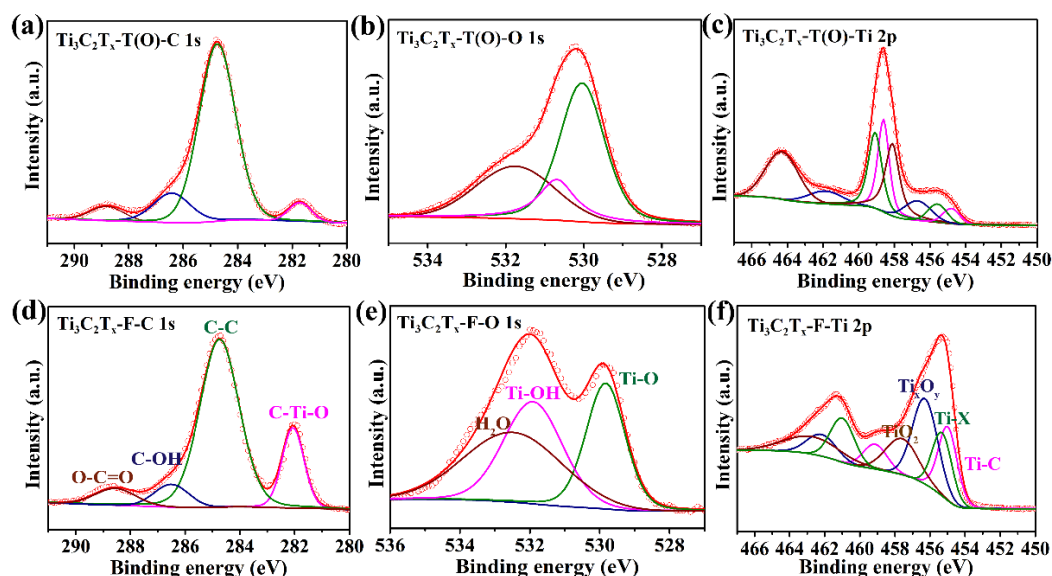 (a)
Ti₃C₂Tₓ-T(O)-C 1s
Intensity (a.u.)
290 288 286 284 282 280
Binding energy (eV)
(b)
Ti₃C₂Tₓ-T(O)-O 1s
Intensity (a.u.)
534 532 530 528
Binding energy (eV)
(c)
Ti₃C₂Tₓ-T(O)-Ti 2p
Intensity (a.u.)
466 464 462 460 458 456 454 452 450
Binding energy (eV)
(d)
Ti₃C₂Tₓ-F-C 1s
C-C
C-Ti-O
C-OH
O-C=O
Intensity (a.u.)
290 288 286 284 282 280
Binding energy (eV)
(e)
Ti₃C₂Tₓ-F-O 1s
Ti-O
Ti-OH
H₂O
Intensity (a.u.)
536 534 532 530 528
Binding energy (eV)
(f)
Ti₃C₂Tₓ-F-Ti 2p
TiₓOᵧ
Ti-X
TiO₂
Ti-C
Intensity (a.u.)
466 464 462 460 458 456 454 452 450
Binding energy (eV)